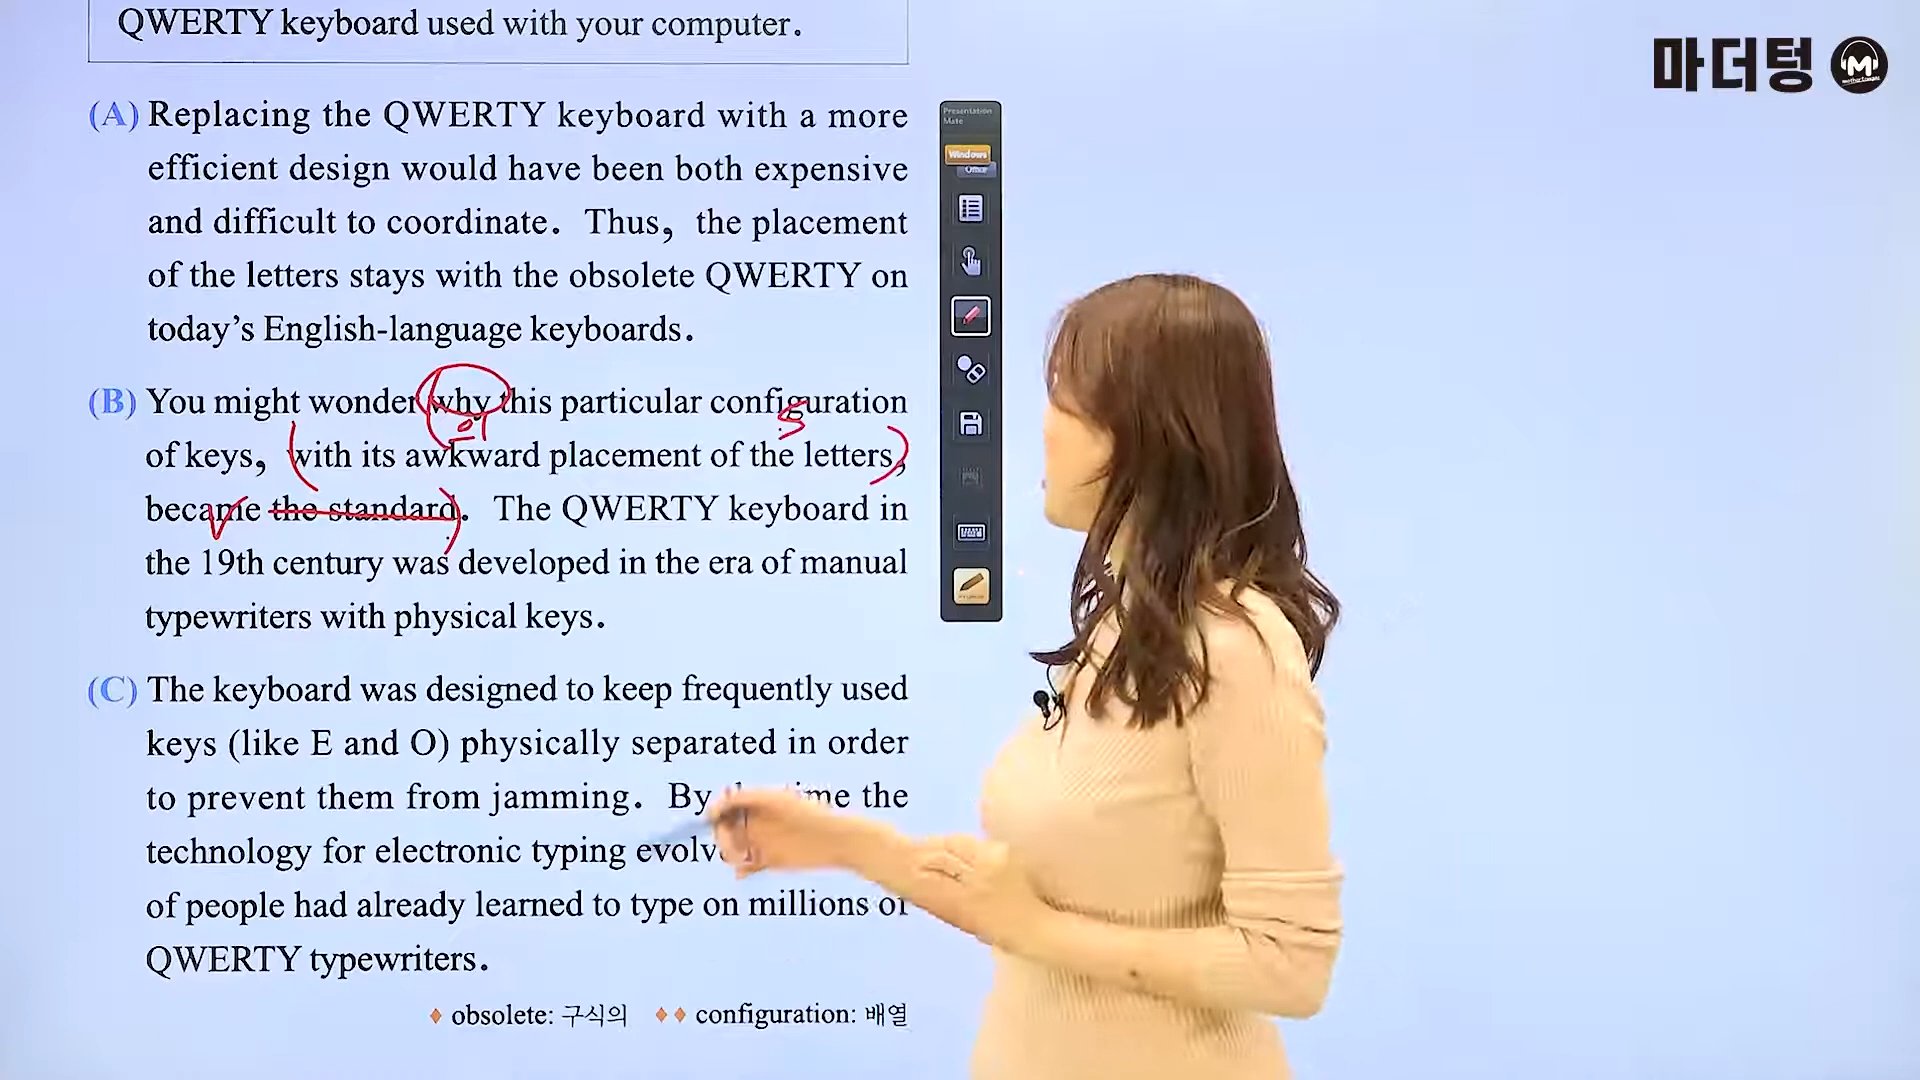 QWERTY keyboard used with your computer.
마더텅 M
(A) Replacing the QWERTY keyboard with a more
efficient design would have been both expensive
and difficult to coordinate. Thus, the placement
of the letters stays with the obsolete QWERTY on
today's English-language keyboards.
Presentation
Mate
Windows
Office
(B) You might wonder why this particular configuration
의
S
of keys, (with its awkward placement of the letters,)
became the standard. The QWERTY keyboard in
the 19th century was developed in the era of manual
typewriters with physical keys.
(C) The keyboard was designed to keep frequently used
keys (like E and O) physically separated in order
to prevent them from jamming. By the
technology for electronic typing
of people had already learned to type on millions of
QWERTY typewriters.
♦ obsolete: 구식의 ♦♦ configuration: 배열